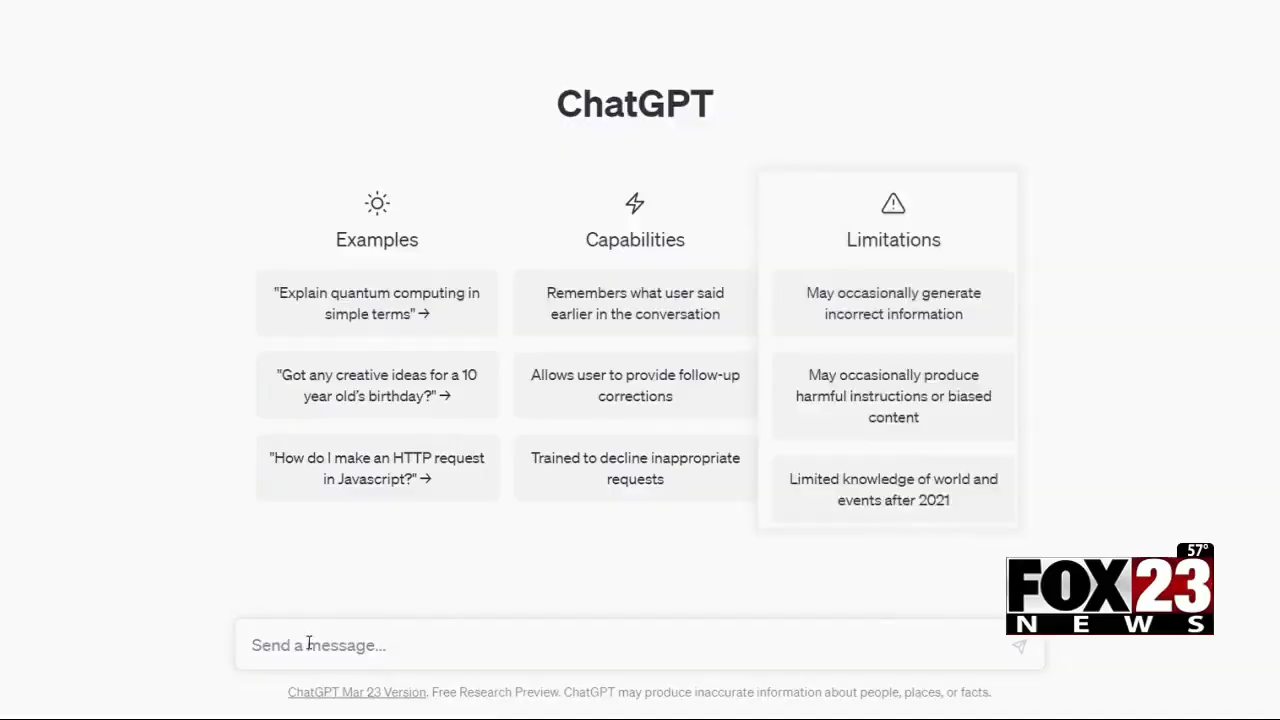 ChatGPT
Examples
"Explain quantum computing in
simple terms" →
"Got any creative ideas for a 10
year old's birthday?" →
"How do I make an HTTP request
in Javascript?" →
Capabilities
Remembers what user said
earlier in the conversation
Allows user to provide follow-up
corrections
Trained to decline inappropriate
requests
Limitations
May occasionally generate
incorrect information
May occasionally produce
harmful instructions or biased
content
Limited knowledge of world and
events after 2021
57°
FOX23
NEWS
Send a message...
ChatGPT Mar 23 Version. Free Research Preview. ChatGPT may produce inaccurate information about people, places, or facts.